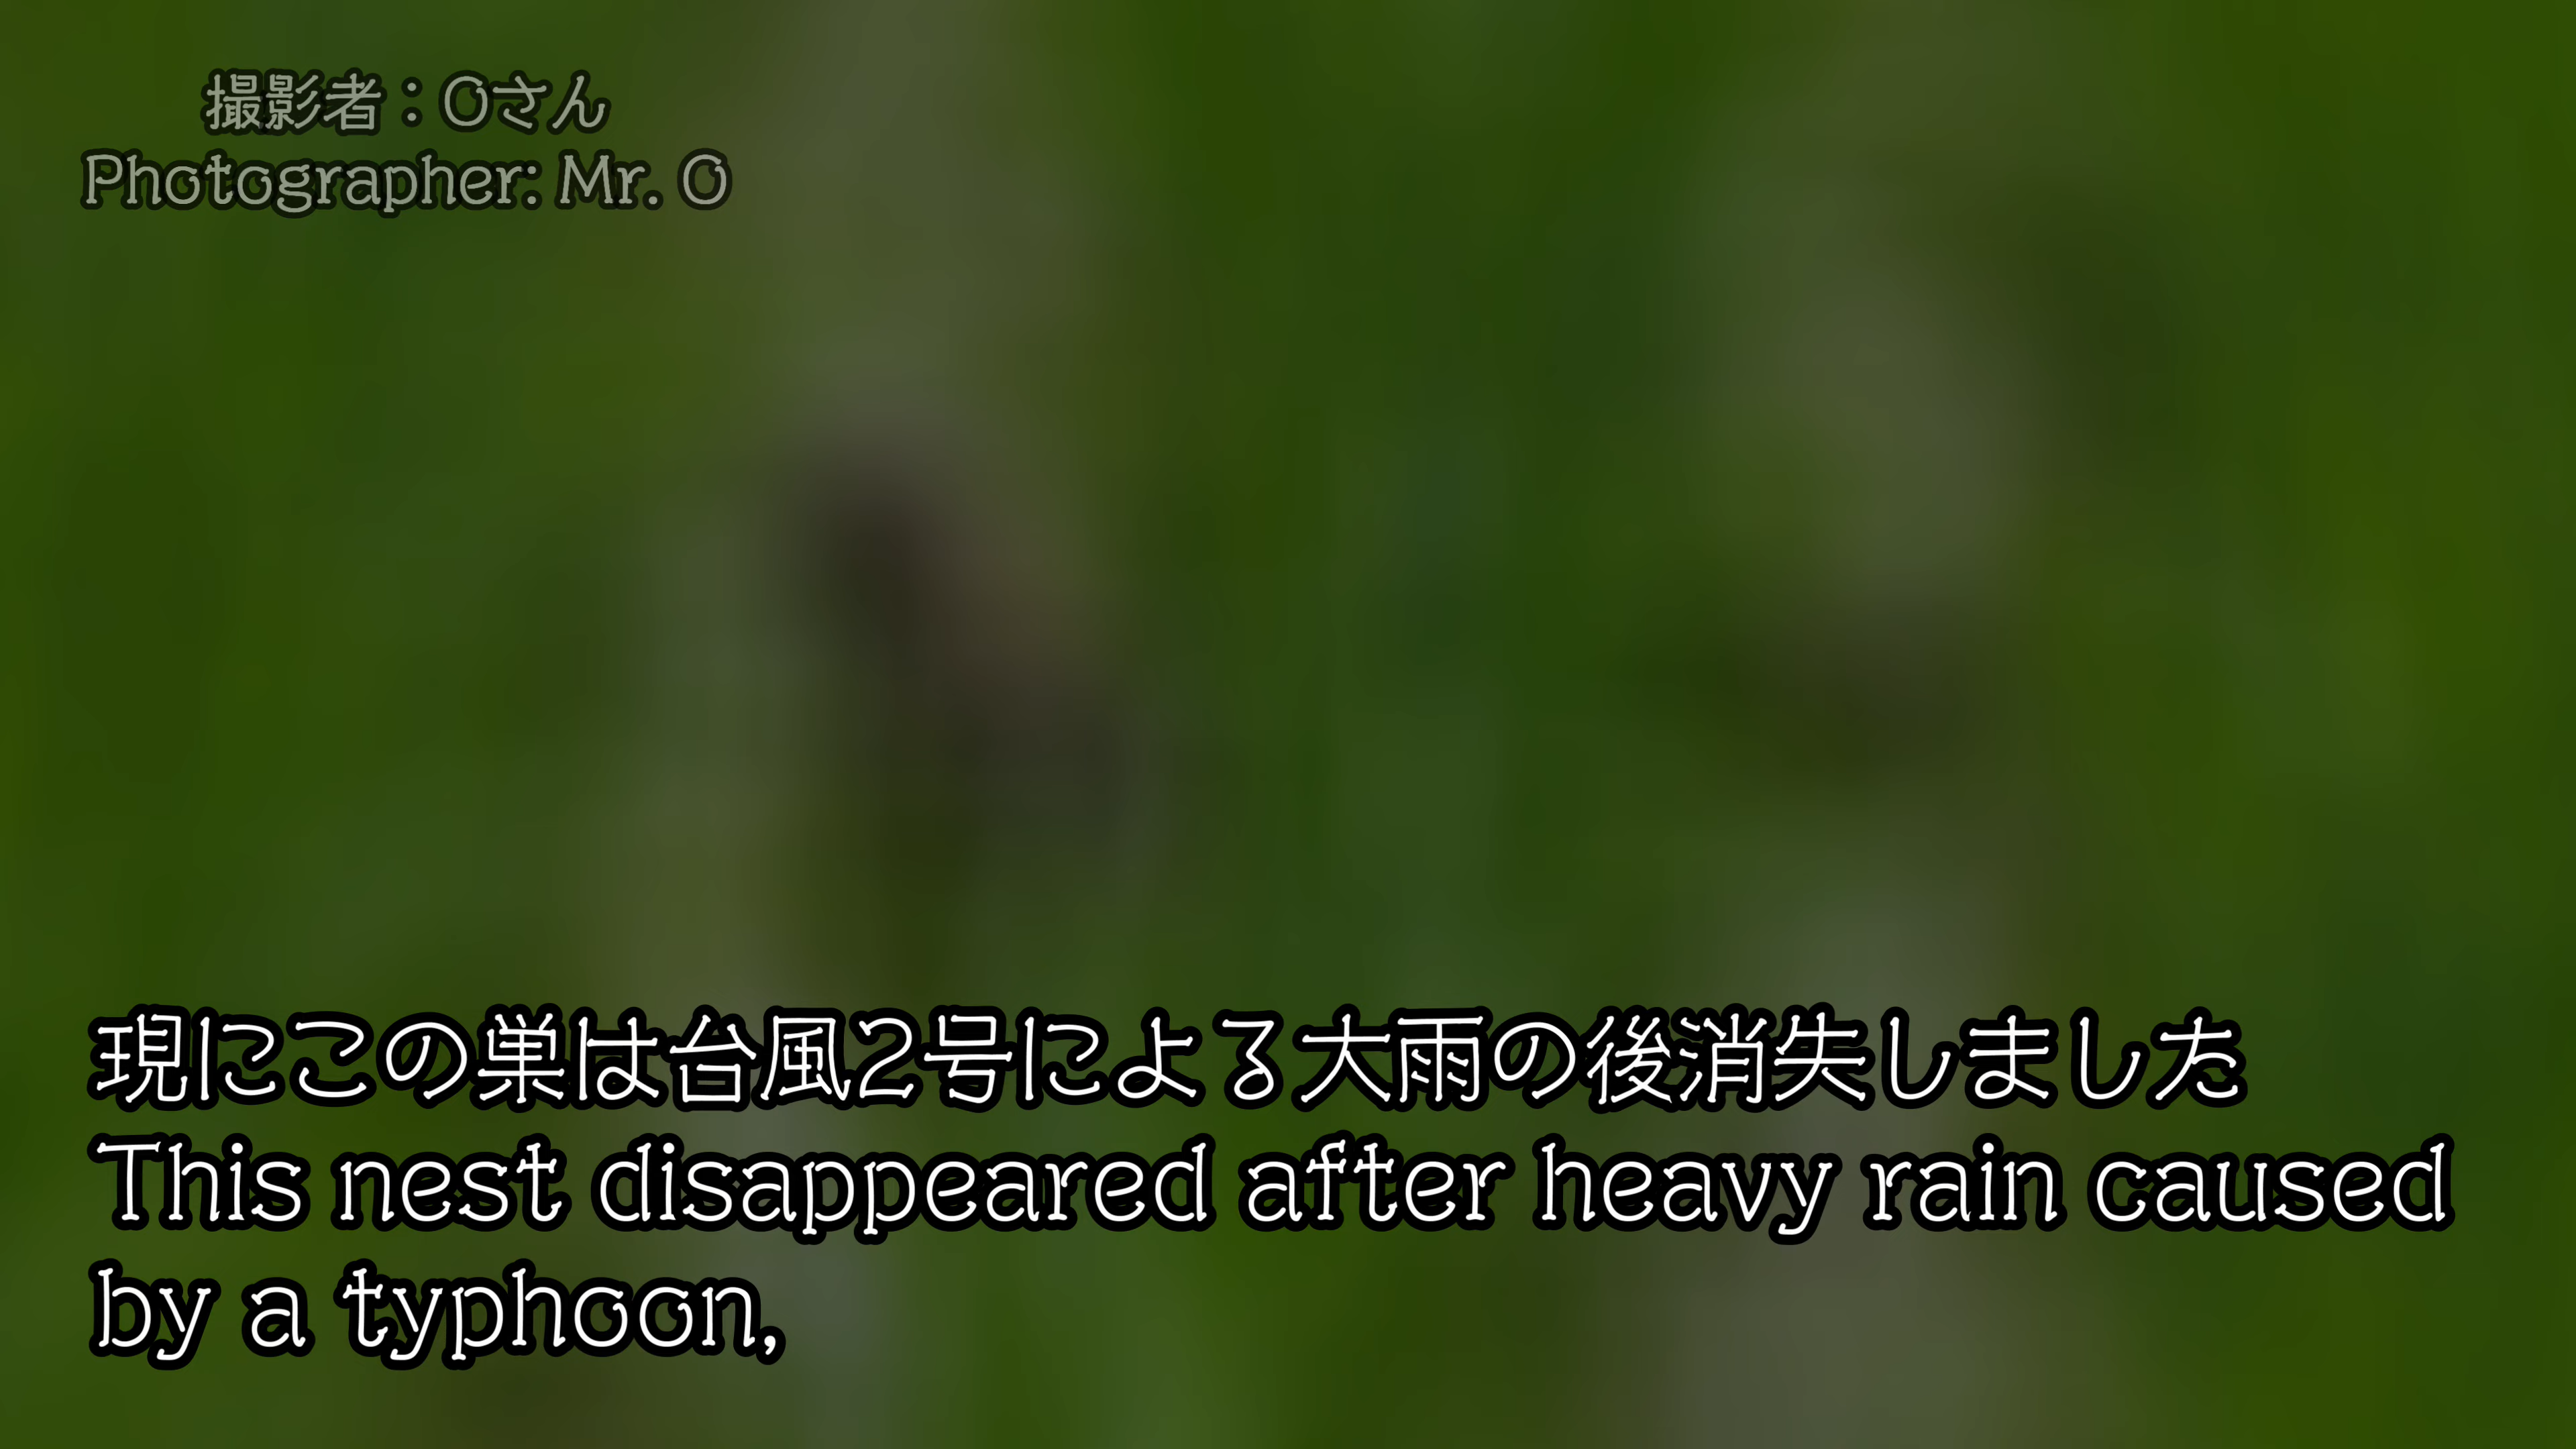 撮影者：Oさん
Photographer: Mr. O
現にこの巣は台風2号による大雨の後消失しました
This nest disappeared after heavy rain caused
by a typhoon,